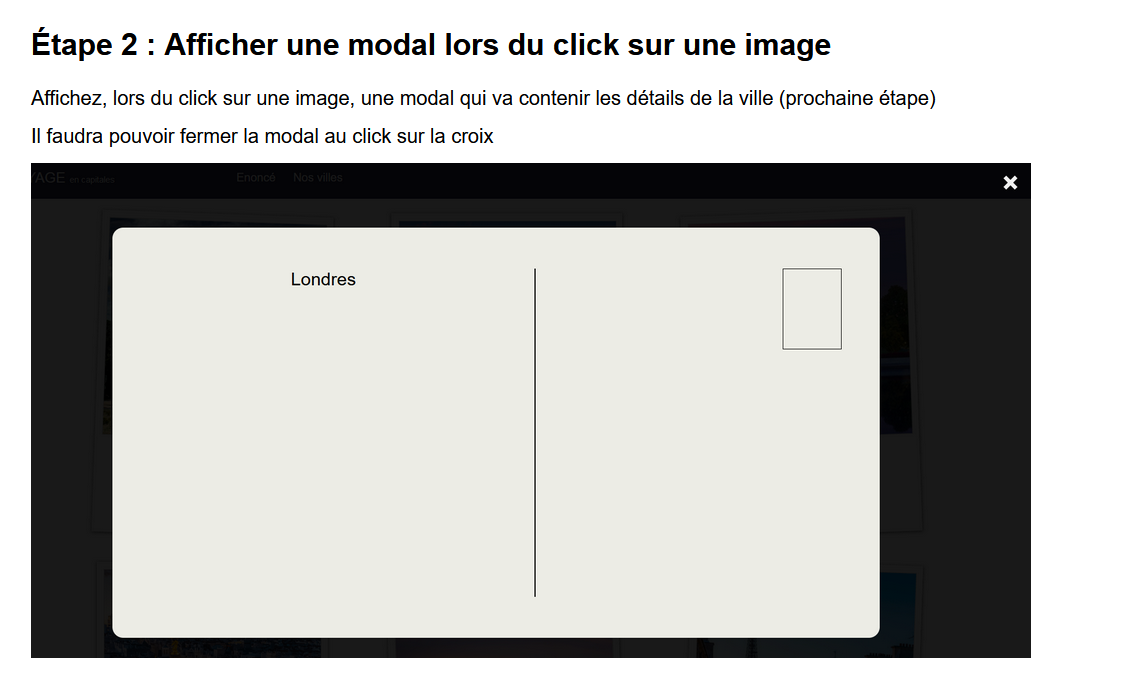 Étape 2 : Afficher une modal lors du click sur une image
Affichez, lors du click sur une image, une modal qui va contenir les détails de la ville (prochaine étape)
Il faudra pouvoir fermer la modal au click sur la croix
YAGE en capitales Enoncé Nos villes
Londres